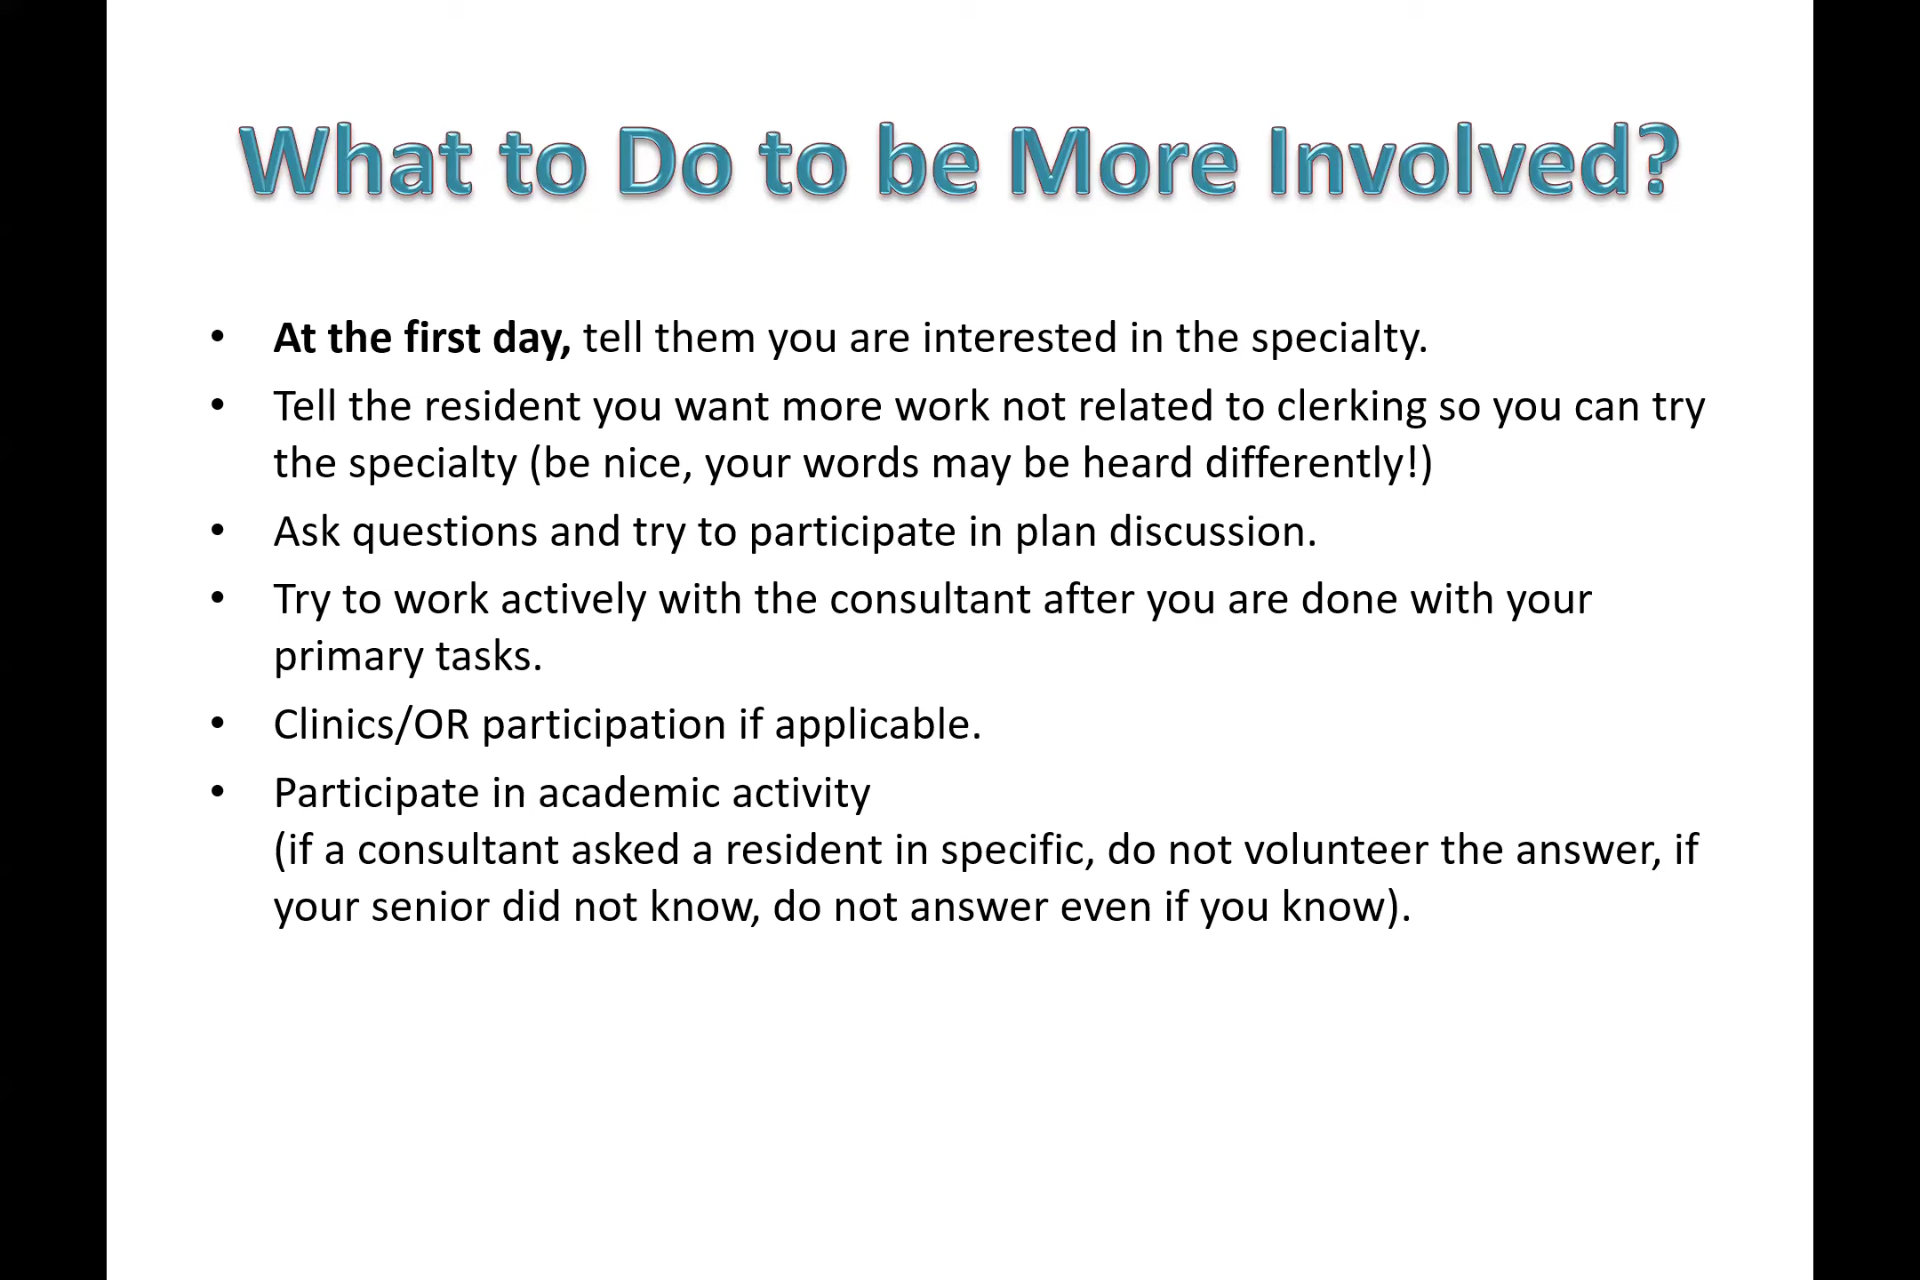 What to Do to be More Involved?
• At the first day, tell them you are interested in the specialty.
• Tell the resident you want more work not related to clerking so you can try
the specialty (be nice, your words may be heard differently!)
• Ask questions and try to participate in plan discussion.
• Try to work actively with the consultant after you are done with your
primary tasks.
• Clinics/OR participation if applicable.
• Participate in academic activity
(if a consultant asked a resident in specific, do not volunteer the answer, if
your senior did not know, do not answer even if you know).